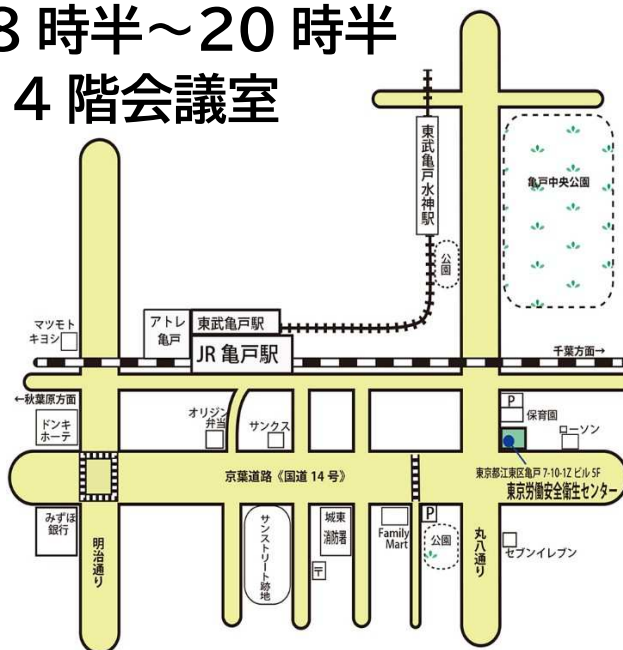 8 時半～20 時半
4 階会議室
東武亀戸水神駅
亀戸中央公園
公園
マツモト
キヨシ
アトレ
亀戸
東武亀戸駅
JR 亀戸駅
千葉方面→
←秋葉原方面
P
保育園
ドンキ
ホーテ
オリジン
弁当
サンクス
ローソン
京葉道路《国道 14 号》
東京都江東区亀戸 7-10-1Z ビル 5F
東京労働安全衛生センター
みずほ
銀行
明治通り
サンストリート跡地
城東
消防署
〒
Family
Mart
P
公園
丸八通り
セブンイレブン